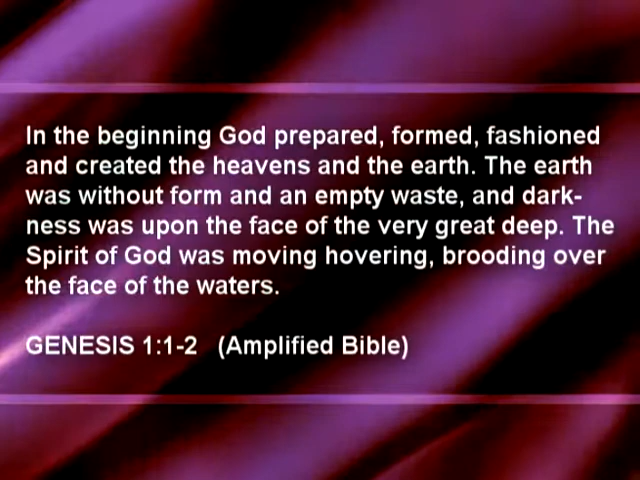 In the beginning God prepared, formed, fashioned
and created the heavens and the earth. The earth
was without form and an empty waste, and dark-
ness was upon the face of the very great deep. The
Spirit of God was moving hovering, brooding over
the face of the waters.
GENESIS 1:1-2 (Amplified Bible)